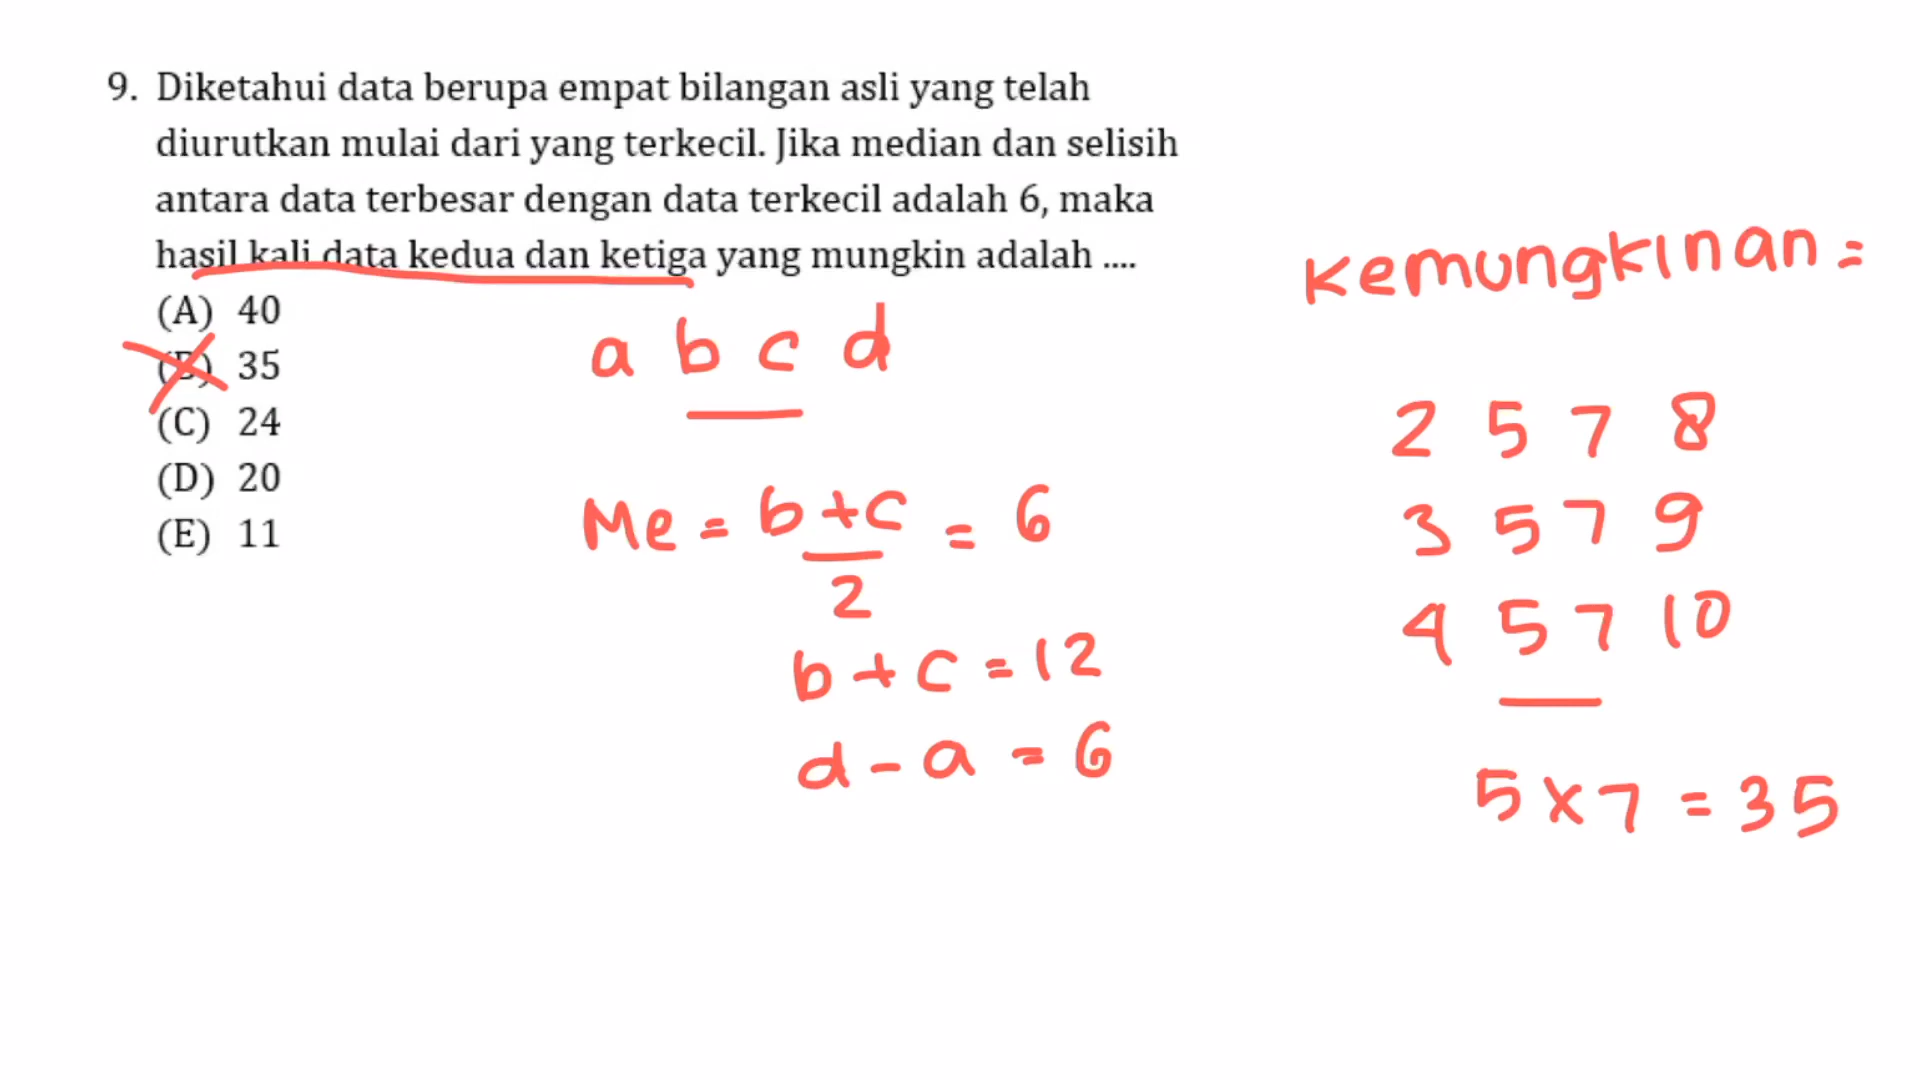 9. Diketahui data berupa empat bilangan asli yang telah
diurutkan mulai dari yang terkecil. Jika median dan selisih
antara data terbesar dengan data terkecil adalah 6, maka
hasil kali data kedua dan ketiga yang mungkin adalah ....
(A) 40
(B) 35
(C) 24
(D) 20
(E) 11
a b c d
Me = b+c/2 = 6
b + c = 12
d - a = 6
Kemungkinan =
2 5 7 8
3 5 7 9
4 5 7 10
5 x 7 = 35